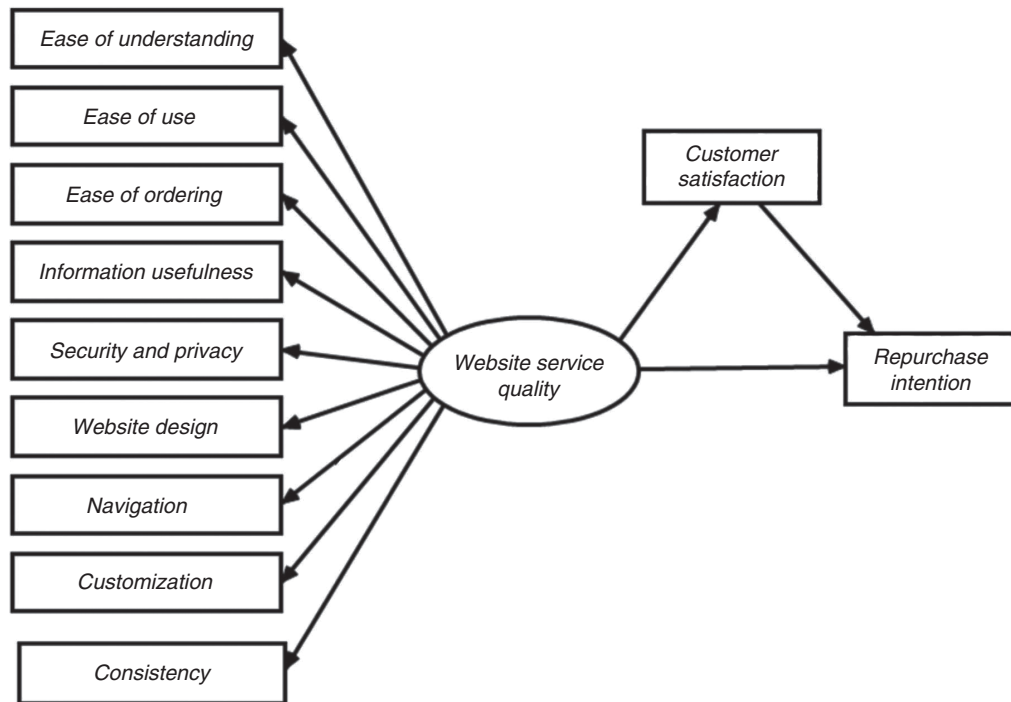 Ease of understanding
Ease of use
Ease of ordering
Information usefulness
Security and privacy
Website design
Navigation
Customization
Consistency
Website service
quality
Customer
satisfaction
Repurchase
intention